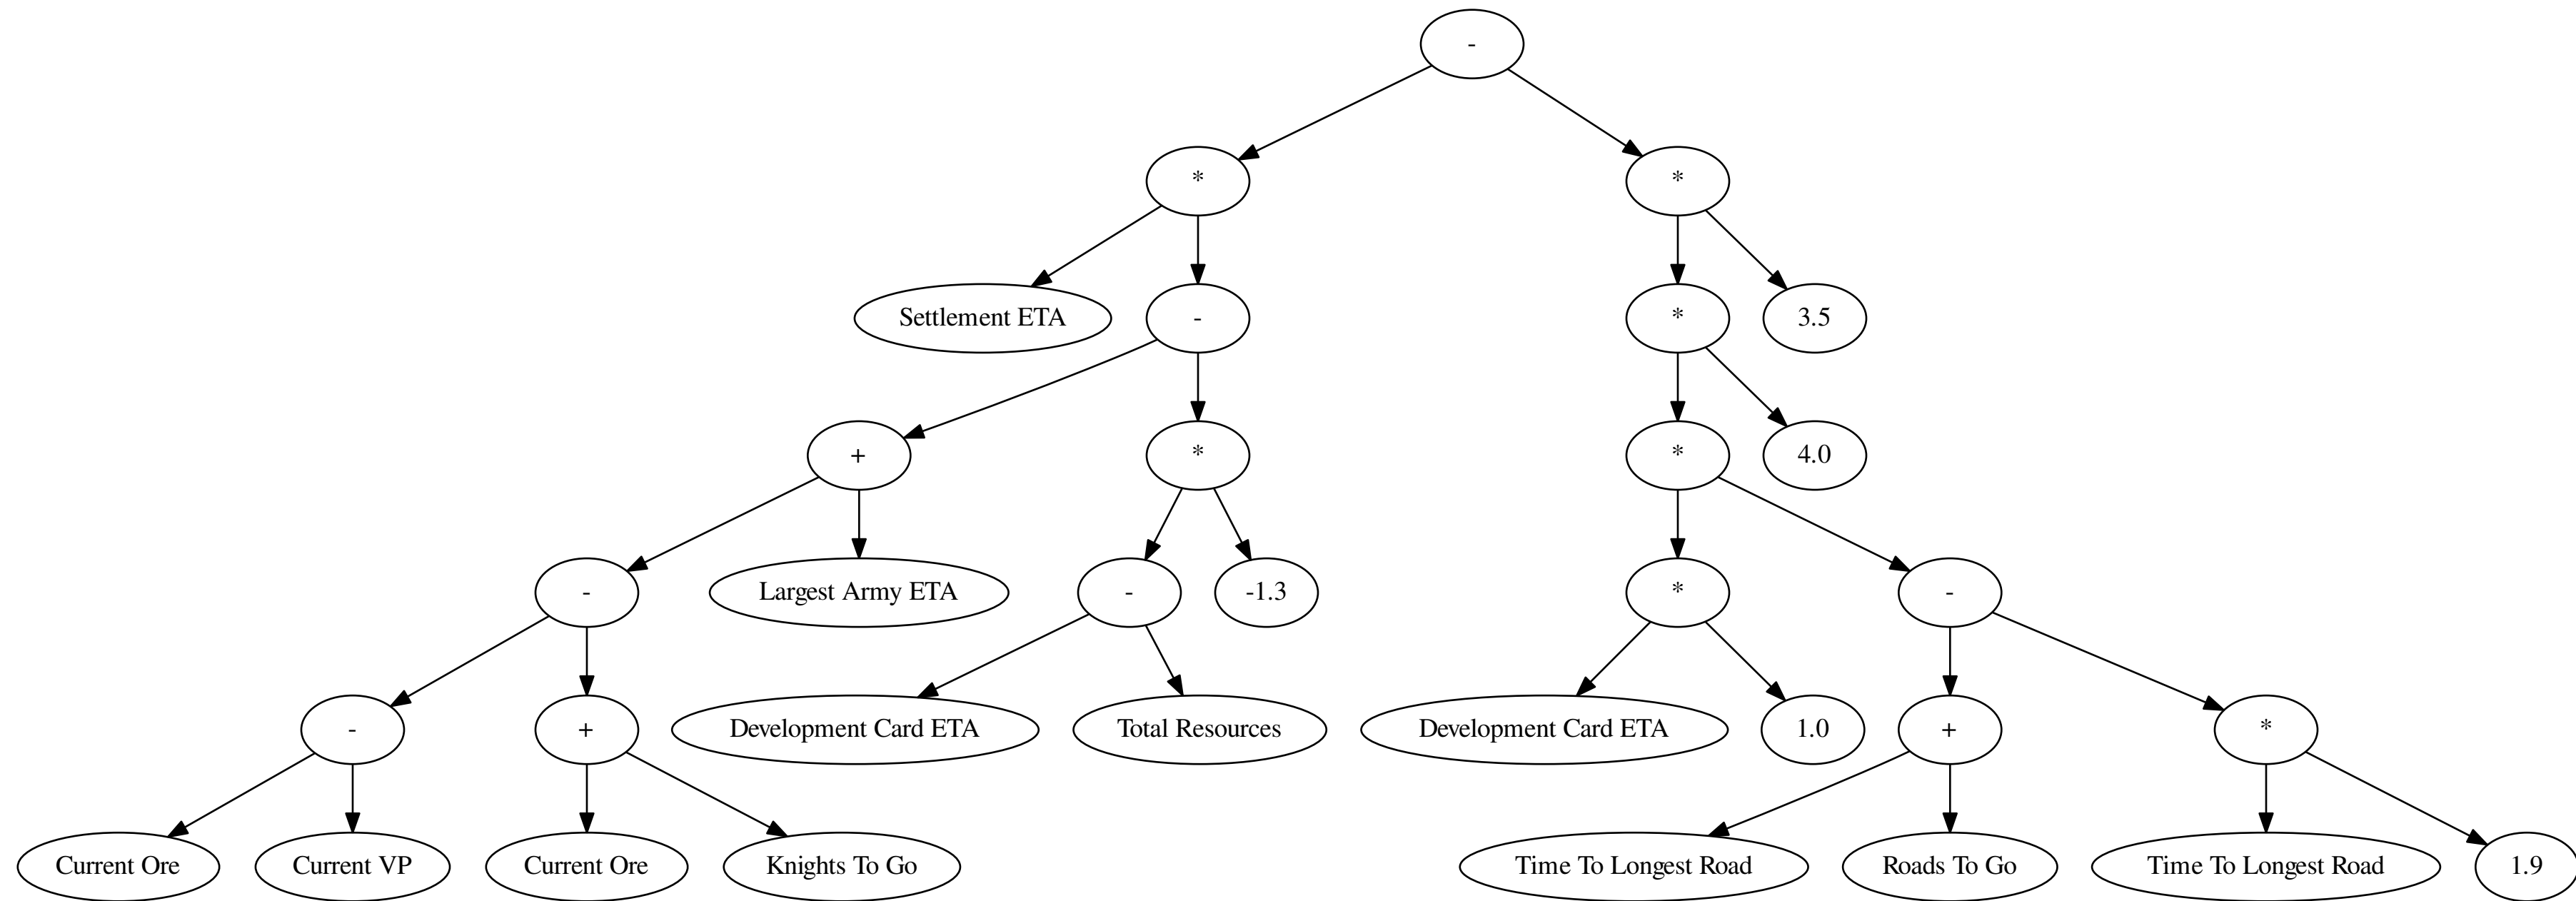 -
* *
Settlement ETA - * 3.5
+ * * 4.0
- Largest Army ETA - -1.3 * -
- + Development Card ETA Total Resources Development Card ETA 1.0 + *
Current Ore Current VP Current Ore Knights To Go Time To Longest Road Roads To Go Time To Longest Road 1.9